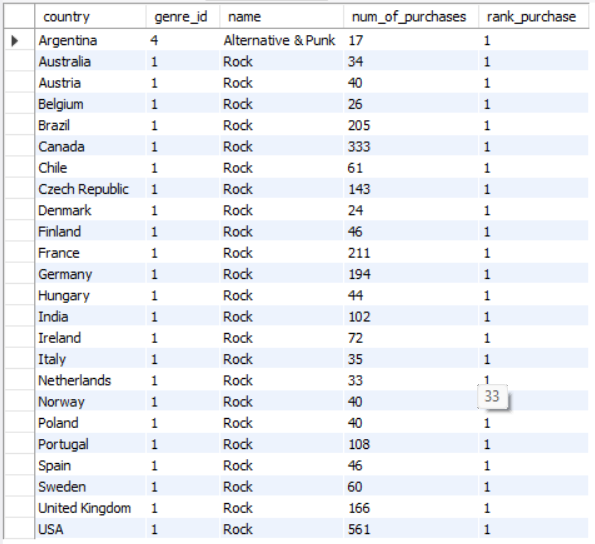 country genre_id name num_of_purchases rank_purchase
Argentina 4 Alternative & Punk 17 1
Australia 1 Rock 34 1
Austria 1 Rock 40 1
Belgium 1 Rock 26 1
Brazil 1 Rock 205 1
Canada 1 Rock 333 1
Chile 1 Rock 61 1
Czech Republic 1 Rock 143 1
Denmark 1 Rock 24 1
Finland 1 Rock 46 1
France 1 Rock 211 1
Germany 1 Rock 194 1
Hungary 1 Rock 44 1
India 1 Rock 102 1
Ireland 1 Rock 72 1
Italy 1 Rock 35 1
Netherlands 1 Rock 33 1
33
Norway 1 Rock 40
Poland 1 Rock 40 1
Portugal 1 Rock 108 1
Spain 1 Rock 46 1
Sweden 1 Rock 60 1
United Kingdom 1 Rock 166 1
USA 1 Rock 561 1